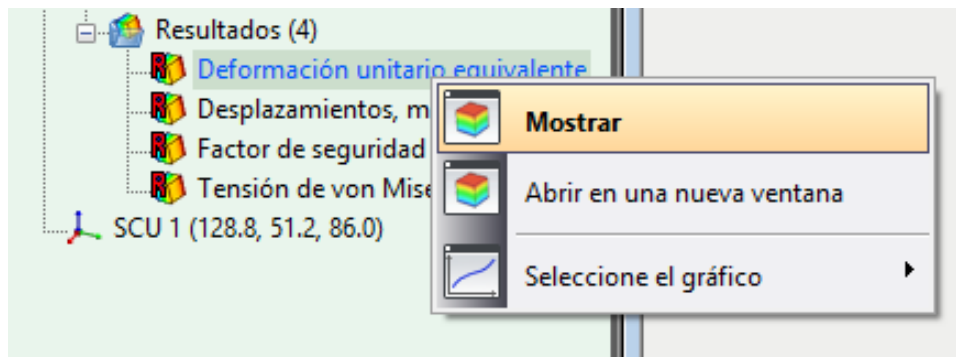 Resultados (4)
Deformación unitario equivalente
Desplazamientos, m
Factor de seguridad
Tensión de von Mise
SCU 1 (128.8, 51.2, 86.0)
Mostrar
Abrir en una nueva ventana
Seleccione el gráfico